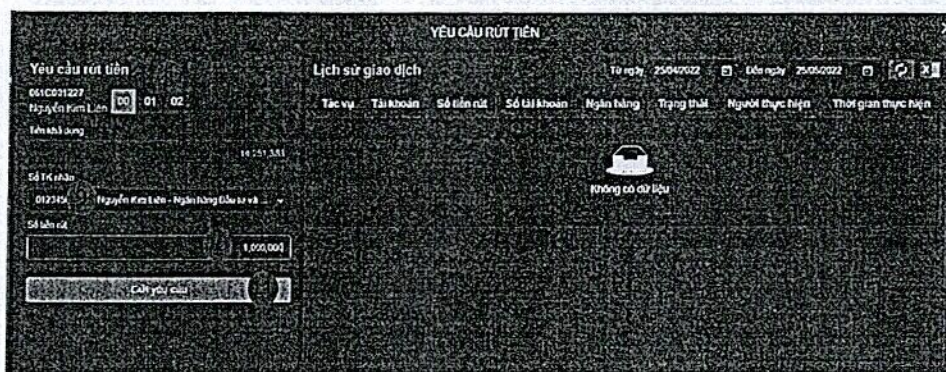 YÊU CẦU RÚT TIỀN
Yêu cầu rút tiền
061C031227
Nguyễn Kim Liên 00 01 02
Tiền khả dụng
Số TK nhận
Nguyễn Kim Liên - Ngân hàng Đầu tư và ...
Số tiền rút
1,000,000
Gửi yêu cầu
Lịch sử giao dịch
Từ ngày 25/04/2022 Đến ngày 25/05/2022
Tác vụ Tài khoản Số tiền rút Số tài khoản Ngân hàng Trạng thái Người thực hiện Thời gian thực hiện
Không có dữ liệu